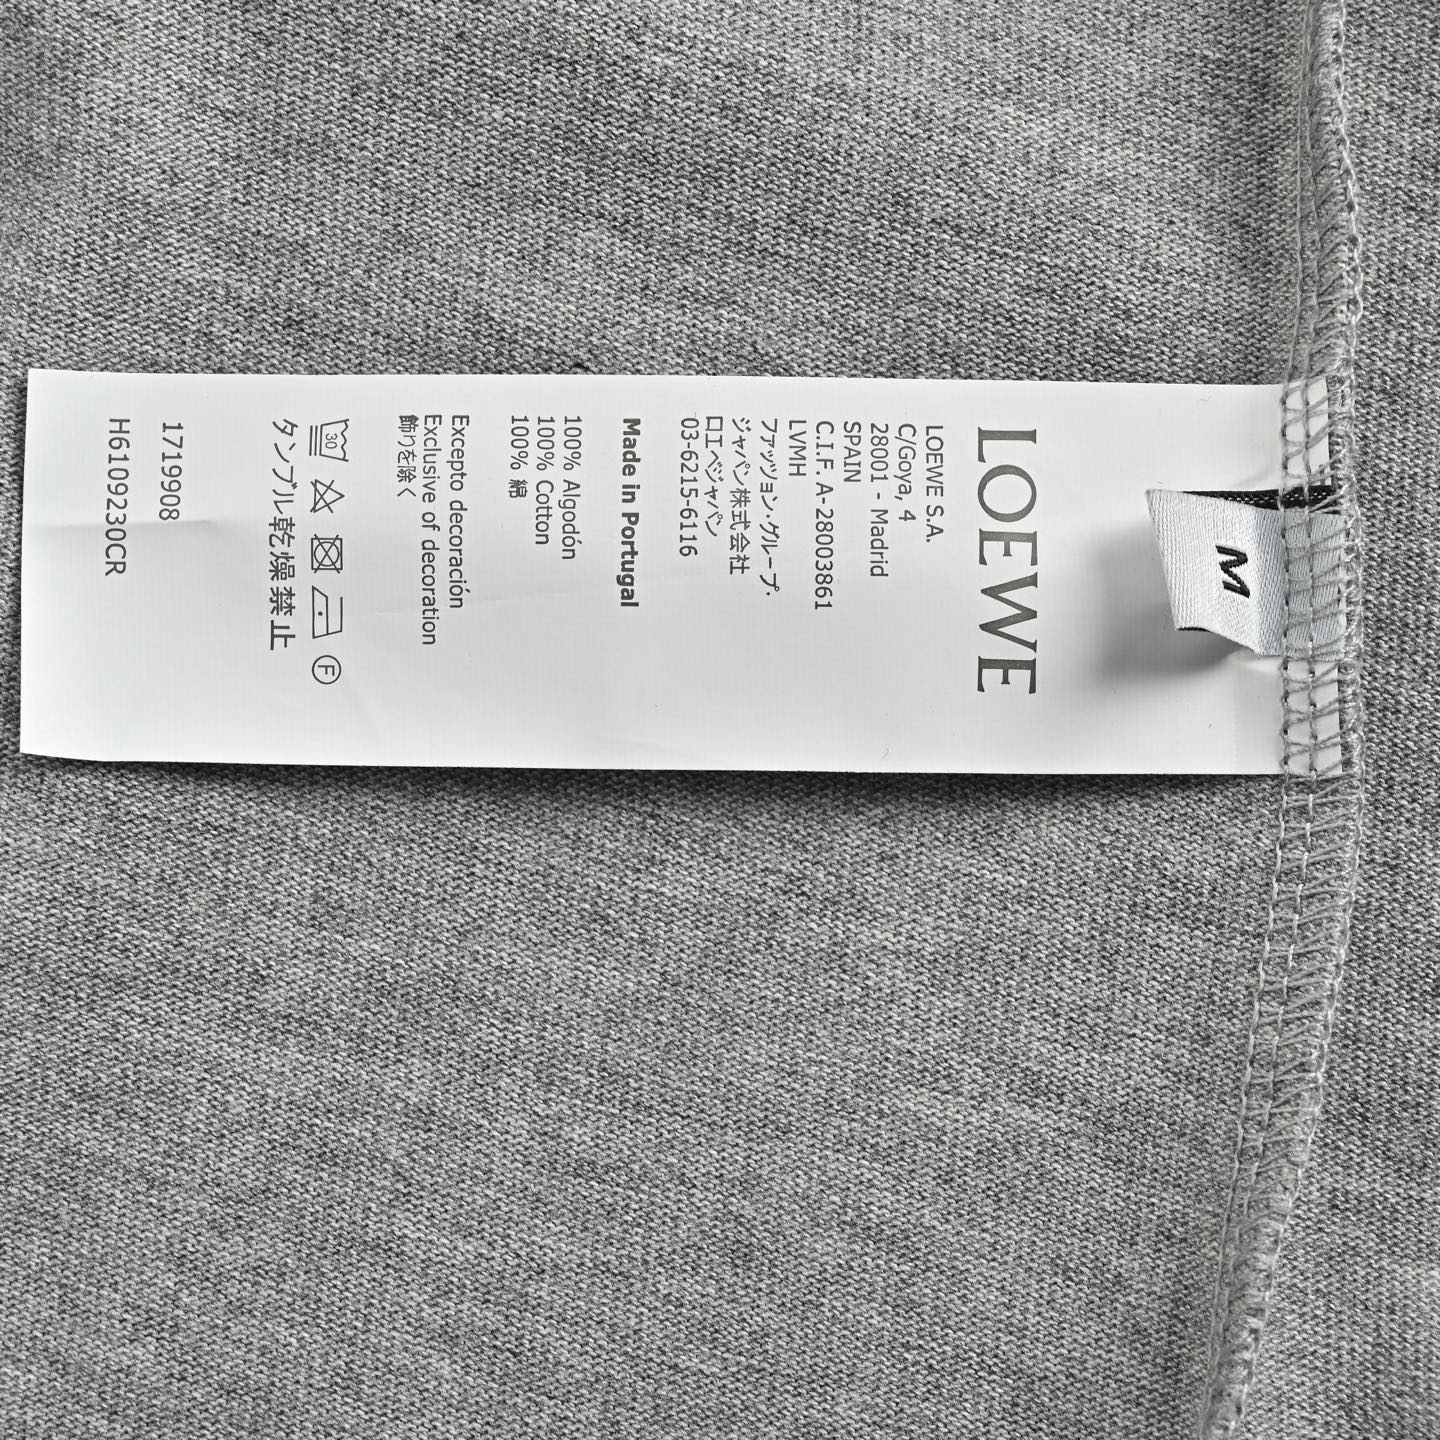 M
LOEWE
LOEWE S.A.
C/Goya, 4
28001 - Madrid
SPAIN
C.I.F. A-28003861
LVMH
ファッション・グループ・
ジャパン株式会社
ロエベジャパン
03-6215-6116
Made in Portugal
100% Algodón
100% Cotton
100% 綿
Excepto decoración
Exclusive of decoration
飾りを除く
30 F
タンブル乾燥禁止
1719908
H6109230CR